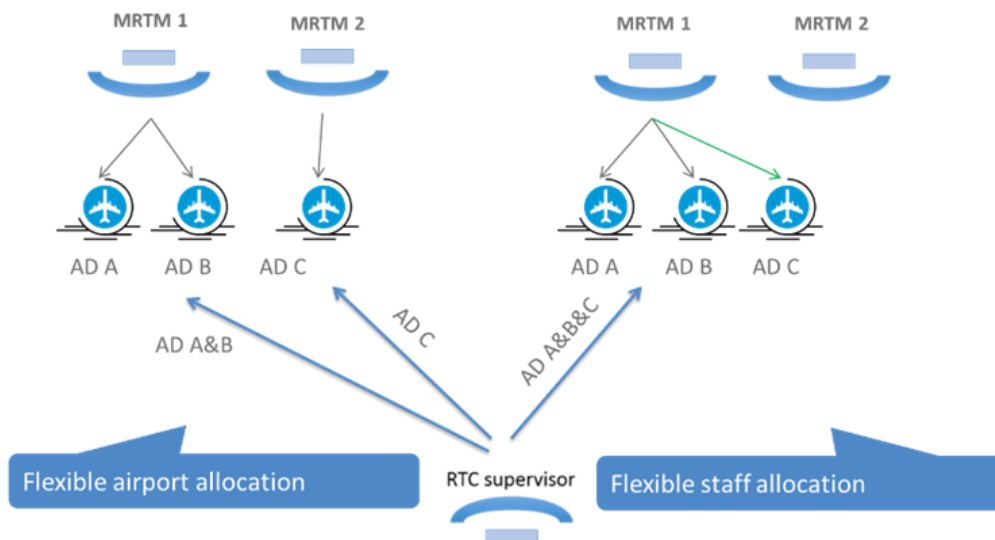 MRTM 1
MRTM 2
MRTM 1
MRTM 2
AD A
AD B
AD C
AD A
AD B
AD C
AD A&B
AD C
AD A&B&C
Flexible airport allocation
RTC supervisor
Flexible staff allocation